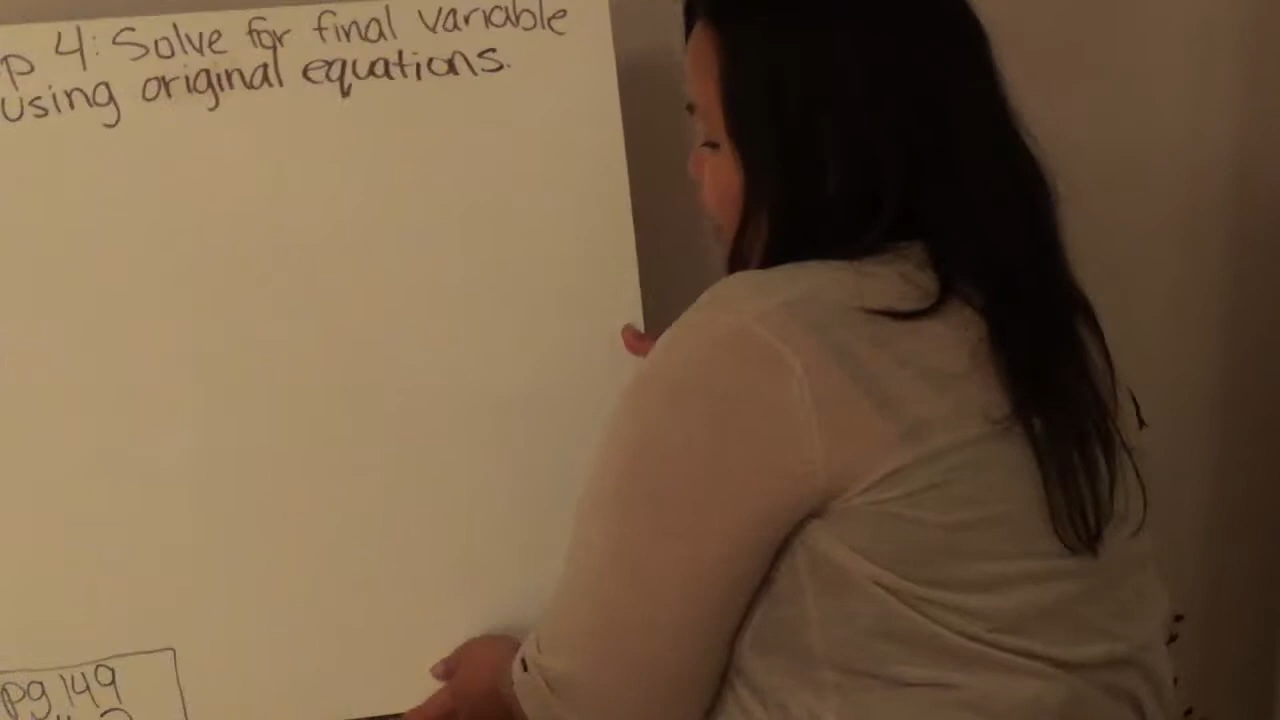 p 4: Solve for final variable
using original equations.
pg 149